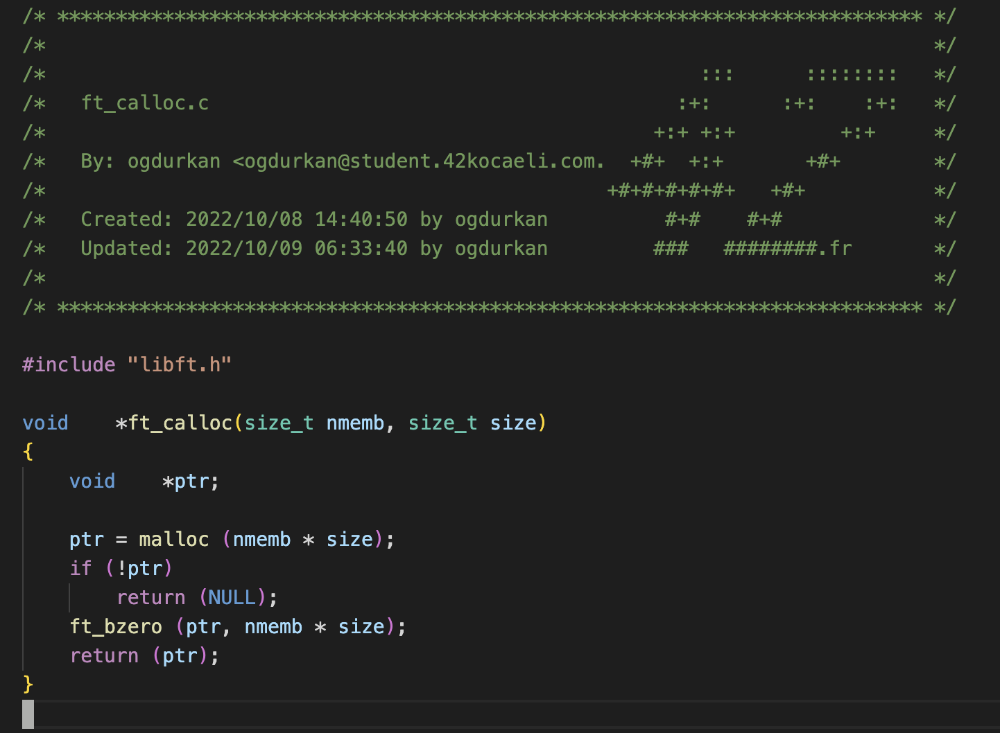 /* ************************************************************************** */
/*                                                                            */
/*                                                        :::      ::::::::   */
/*   ft_calloc.c                                        :+:      :+:    :+:   */
/*                                                    +:+ +:+         +:+     */
/*   By: ogdurkan <ogdurkan@student.42kocaeli.com.  +#+  +:+       +#+        */
/*                                                +#+#+#+#+#+   +#+           */
/*   Created: 2022/10/08 14:40:50 by ogdurkan          #+#    #+#             */
/*   Updated: 2022/10/09 06:33:40 by ogdurkan         ###   ########.fr       */
/*                                                                            */
/* ************************************************************************** */

#include "libft.h"

void    *ft_calloc(size_t nmemb, size_t size)
{
    void    *ptr;

    ptr = malloc (nmemb * size);
    if (!ptr)
        return (NULL);
    ft_bzero (ptr, nmemb * size);
    return (ptr);
}